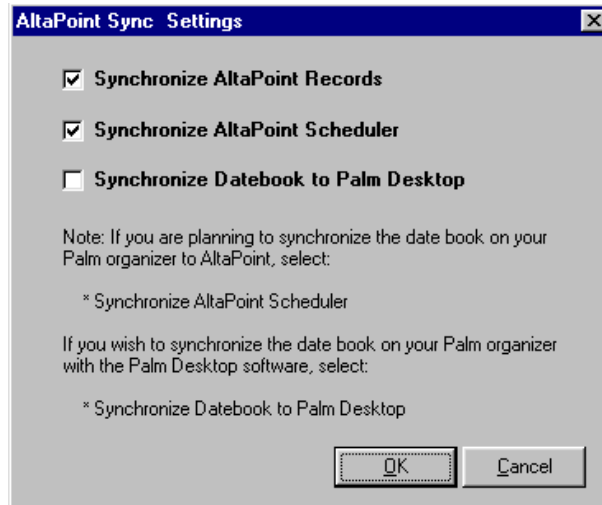 AltaPoint Sync  Settings
Synchronize AltaPoint Records
Synchronize AltaPoint Scheduler
Synchronize Datebook to Palm Desktop
Note: If you are planning to synchronize the date book on your
Palm organizer to AltaPoint, select:
* Synchronize AltaPoint Scheduler
If you wish to synchronize the date book on your Palm organizer
with the Palm Desktop software, select:
* Synchronize Datebook to Palm Desktop
OK Cancel